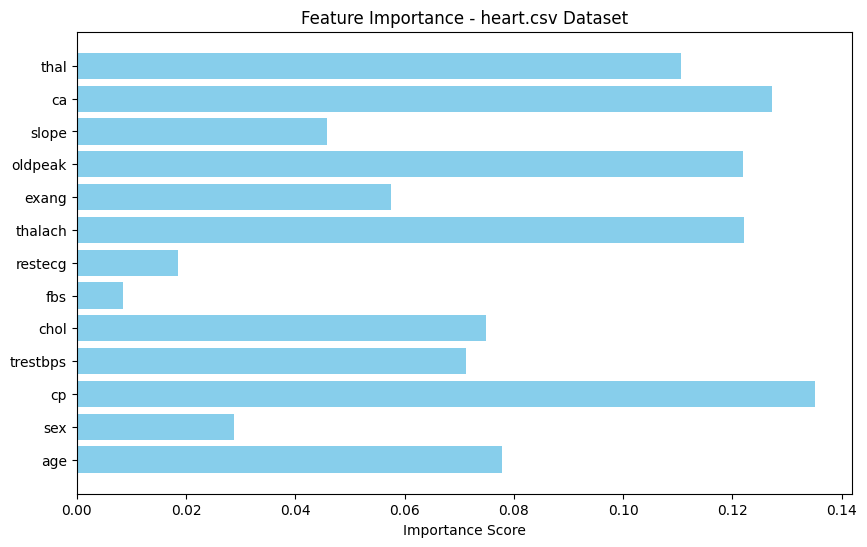 Feature Importance - heart.csv Dataset
thal
ca
slope
oldpeak
exang
thalach
restecg
fbs
chol
trestbps
cp
sex
age
0.00 0.02 0.04 0.06 0.08 0.10 0.12 0.14
Importance Score